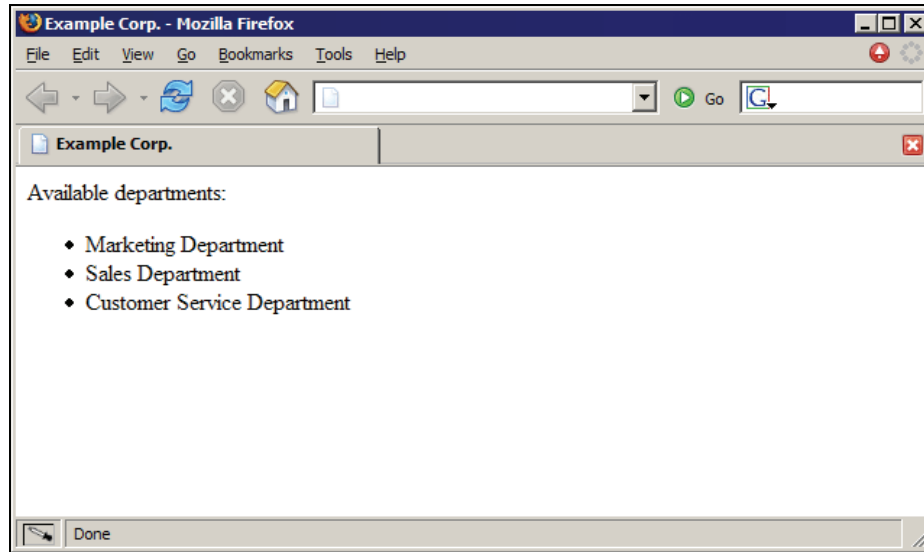 Example Corp. - Mozilla Firefox
File Edit View Go Bookmarks Tools Help
Go G
Example Corp.
Available departments:
• Marketing Department
• Sales Department
• Customer Service Department
Done